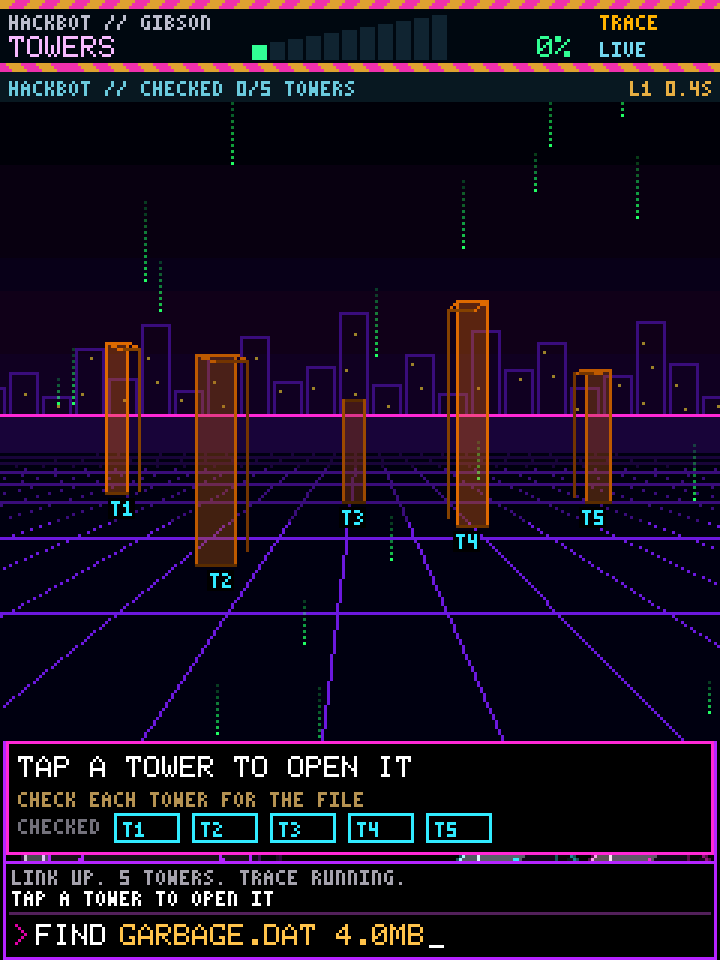 HACKBOT // GIBSON
TOWERS
0%
TRACE
LIVE
HACKBOT // CHECKED 0/5 TOWERS
L1 0.4S
T1
T2
T3
T4
T5
TAP A TOWER TO OPEN IT
CHECK EACH TOWER FOR THE FILE
CHECKED T1 T2 T3 T4 T5
LINK UP. 5 TOWERS. TRACE RUNNING.
TAP A TOWER TO OPEN IT
>FIND GARBAGE.DAT 4.0MB_